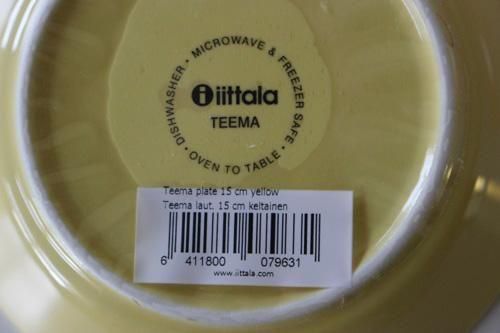 DISHWASHER • MICROWAVE & FREEZER SAFE •
iittala
TEEMA
OVEN TO TABLE •
Teema plate 15 cm yellow
Teema laut. 15 cm keltainen
6 411800 079631
www.iittala.com